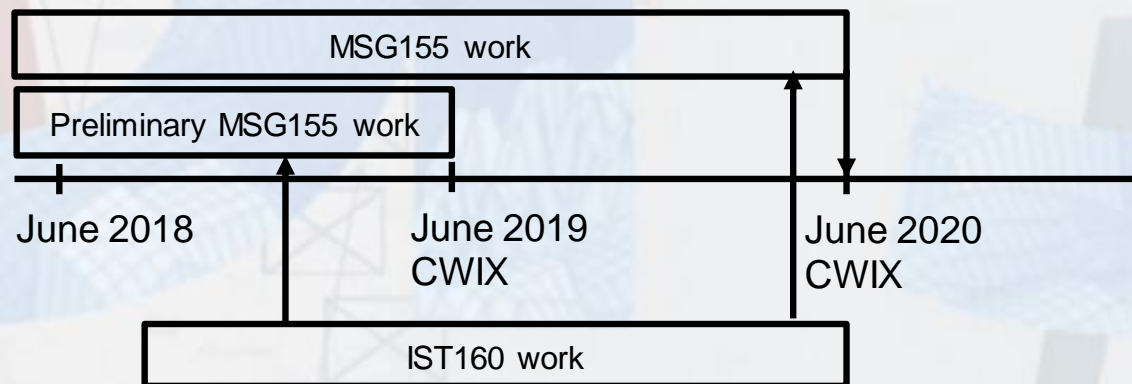 MSG155 work
Preliminary MSG155 work
June 2018
June 2019
CWIX
June 2020
CWIX
IST160 work